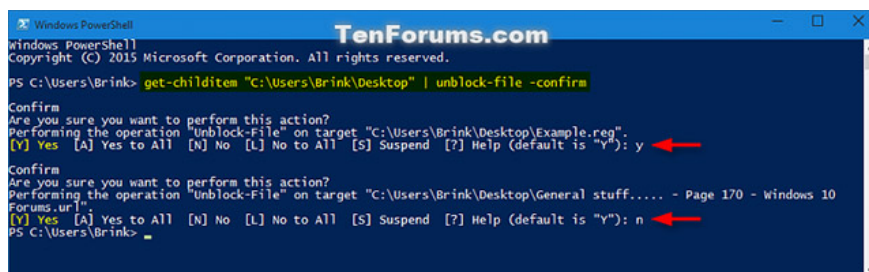 Windows PowerShell
TenForums.com
Windows PowerShell
Copyright (C) 2015 Microsoft Corporation. All rights reserved.
PS C:\Users\Brink> get-childitem "C:\Users\Brink\Desktop" | unblock-file -confirm
Confirm
Are you sure you want to perform this action?
Performing the operation "Unblock-File" on target "C:\Users\Brink\Desktop\Example.reg".
[Y] Yes  [A] Yes to All  [N] No  [L] No to All  [S] Suspend  [?] Help (default is "Y"): y
Confirm
Are you sure you want to perform this action?
Performing the operation "Unblock-File" on target "C:\Users\Brink\Desktop\General stuff..... - Page 170 - Windows 10
Forums.url".
[Y] Yes  [A] Yes to All  [N] No  [L] No to All  [S] Suspend  [?] Help (default is "Y"): n
PS C:\Users\Brink> _